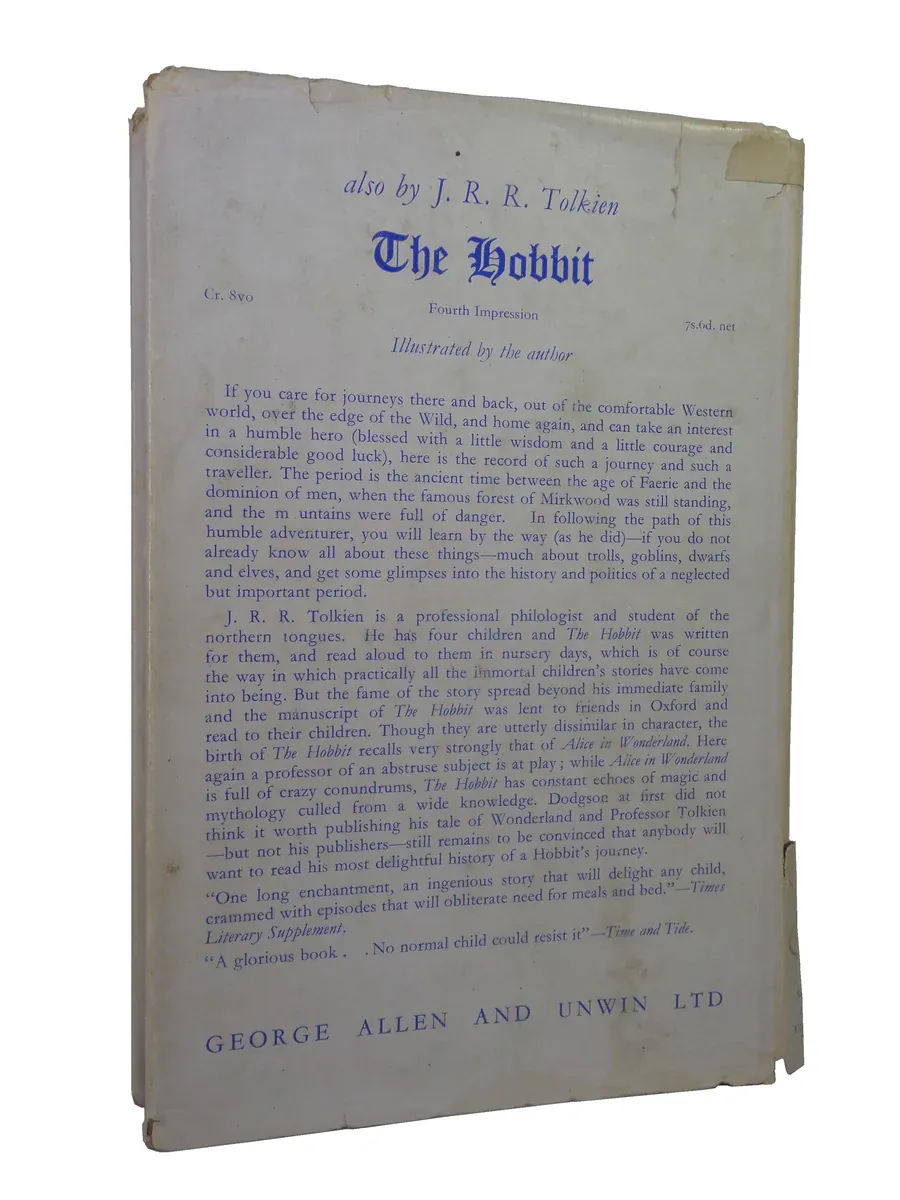 also by J. R. R. Tolkien
The Hobbit
Cr. 8vo
Fourth Impression
7s.6d. net
Illustrated by the author
If you care for journeys there and back, out of the comfortable Western
world, over the edge of the Wild, and home again, and can take an interest
in a humble hero (blessed with a little wisdom and a little courage and
considerable good luck), here is the record of such a journey and such a
traveller. The period is the ancient time between the age of Faerie and the
dominion of men, when the famous forest of Mirkwood was still standing,
and the m untains were full of danger. In following the path of this
humble adventurer, you will learn by the way (as he did)—if you do not
already know all about these things—much about trolls, goblins, dwarfs
and elves, and get some glimpses into the history and politics of a neglected
but important period.
J. R. R. Tolkien is a professional philologist and student of the
northern tongues. He has four children and The Hobbit was written
for them, and read aloud to them in nursery days, which is of course
the way in which practically all the immortal children's stories have come
into being. But the fame of the story spread beyond his immediate family
and the manuscript of The Hobbit was lent to friends in Oxford and
read to their children. Though they are utterly dissimilar in character, the
birth of The Hobbit recalls very strongly that of Alice in Wonderland. Here
again a professor of an abstruse subject is at play; while Alice in Wonderland
is full of crazy conundrums, The Hobbit has constant echoes of magic and
mythology culled from a wide knowledge. Dodgson at first did not
think it worth publishing his tale of Wonderland and Professor Tolkien
—but not his publishers—still remains to be convinced that anybody will
want to read his most delightful history of a Hobbit's journey.
"One long enchantment, an ingenious story that will delight any child,
crammed with episodes that will obliterate need for meals and bed."—Times
Literary Supplement.
"A glorious book . . No normal child could resist it"—Time and Tide.
GEORGE ALLEN AND UNWIN LTD